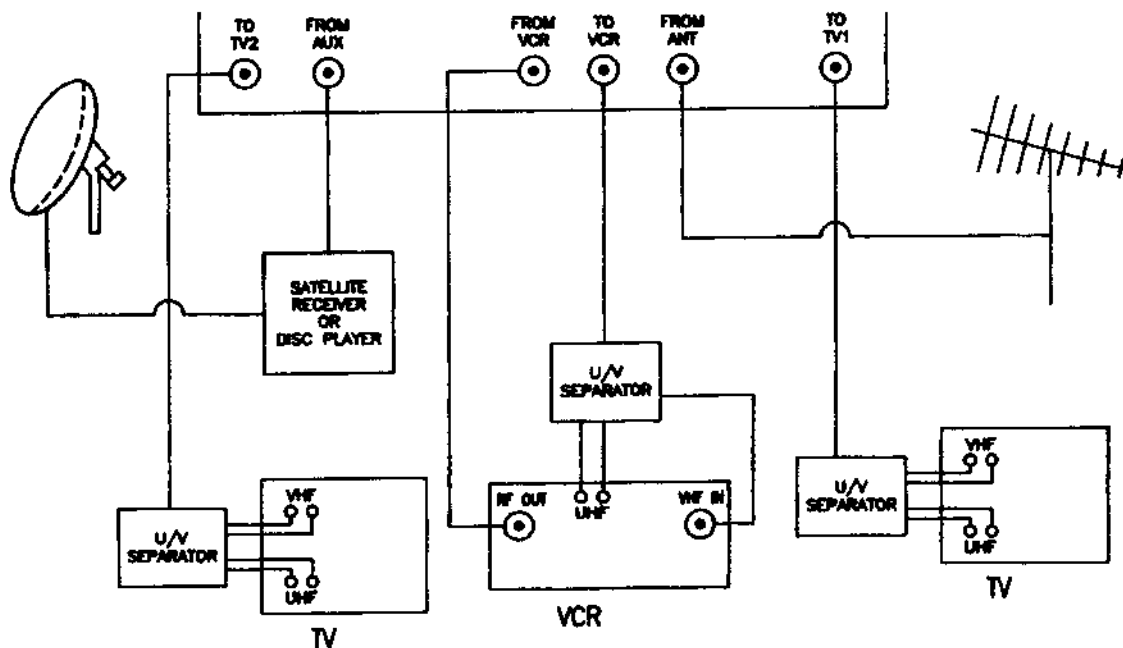 TO
TV2
FROM
AUX
FROM
VCR
TO
VCR
FROM
ANT
TO
TV1
SATELLITE
RECEIVER
OR
DISC PLAYER
U/V
SEPARATOR
VHF
UHF
TV
U/V
SEPARATOR
RF OUT
UHF
VHF IN
VCR
U/V
SEPARATOR
VHF
UHF
TV